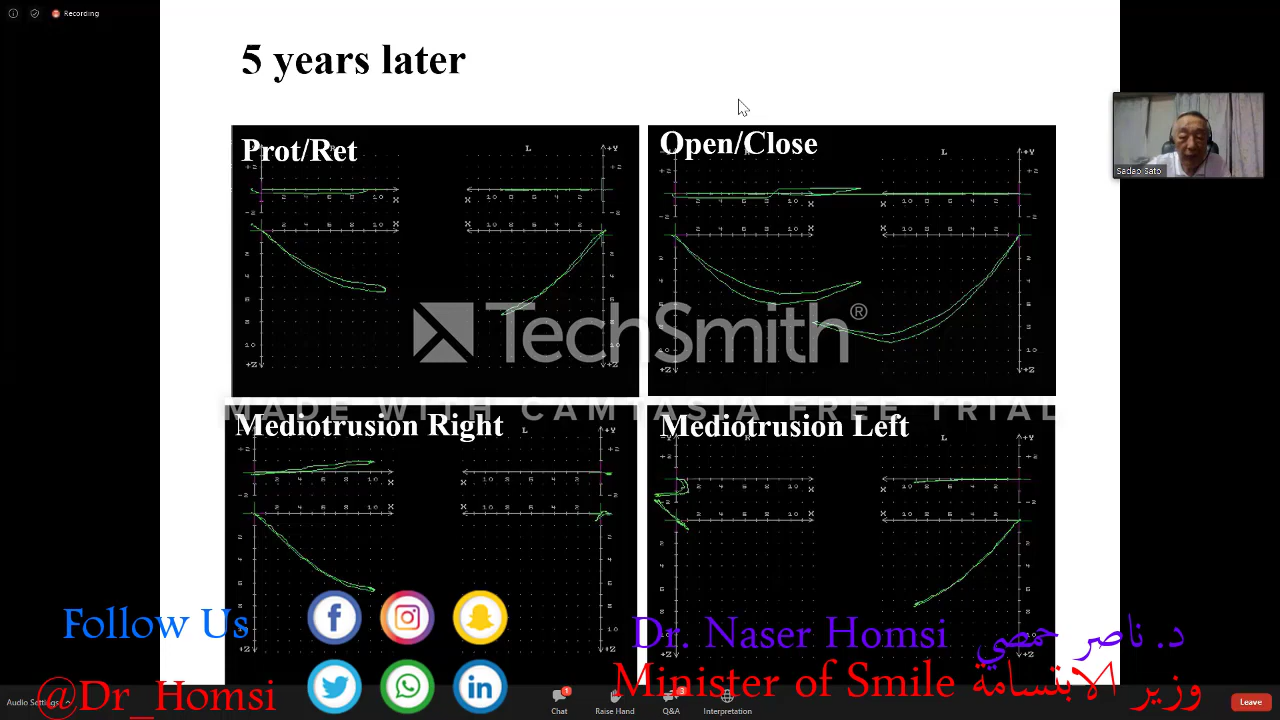 Recording
5 years later
Sadao Sato
Prot/Ret
Open/Close
L
L
+Y
+Y
X
X
X
X
+Z
+Z
+Z
+Z
TechSmith®
MADE WITH CAMTASIA FREE TRIAL
Mediotrusion Right
Mediotrusion Left
L
L
+Y
+Y
X
X
X
X
Follow Us
Dr. Naser Homsi د. ناصر حمصي
@Dr_Homsi
Minister of Smile وزير الابتسامة
Audio Settings
Chat
1
Raise Hand
Q&A
3
Interpretation
Leave